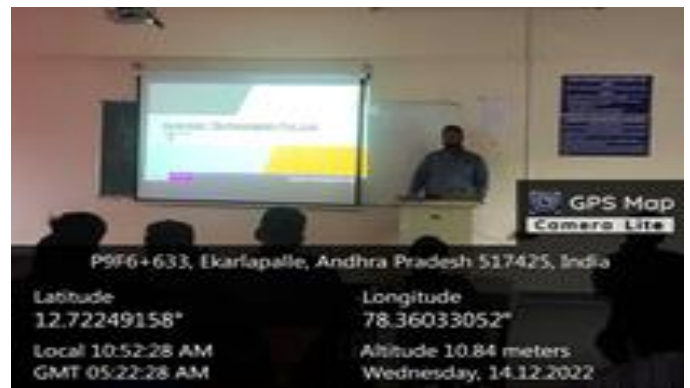 GPS Map
Camera Lite
P9F6+633, Ekarlapalle, Andhra Pradesh 517425, India
Latitude
12.72249158°
Longitude
78.36033052°
Local 10:52:28 AM
GMT 05:22:28 AM
Altitude 10.84 meters
Wednesday, 14.12.2022